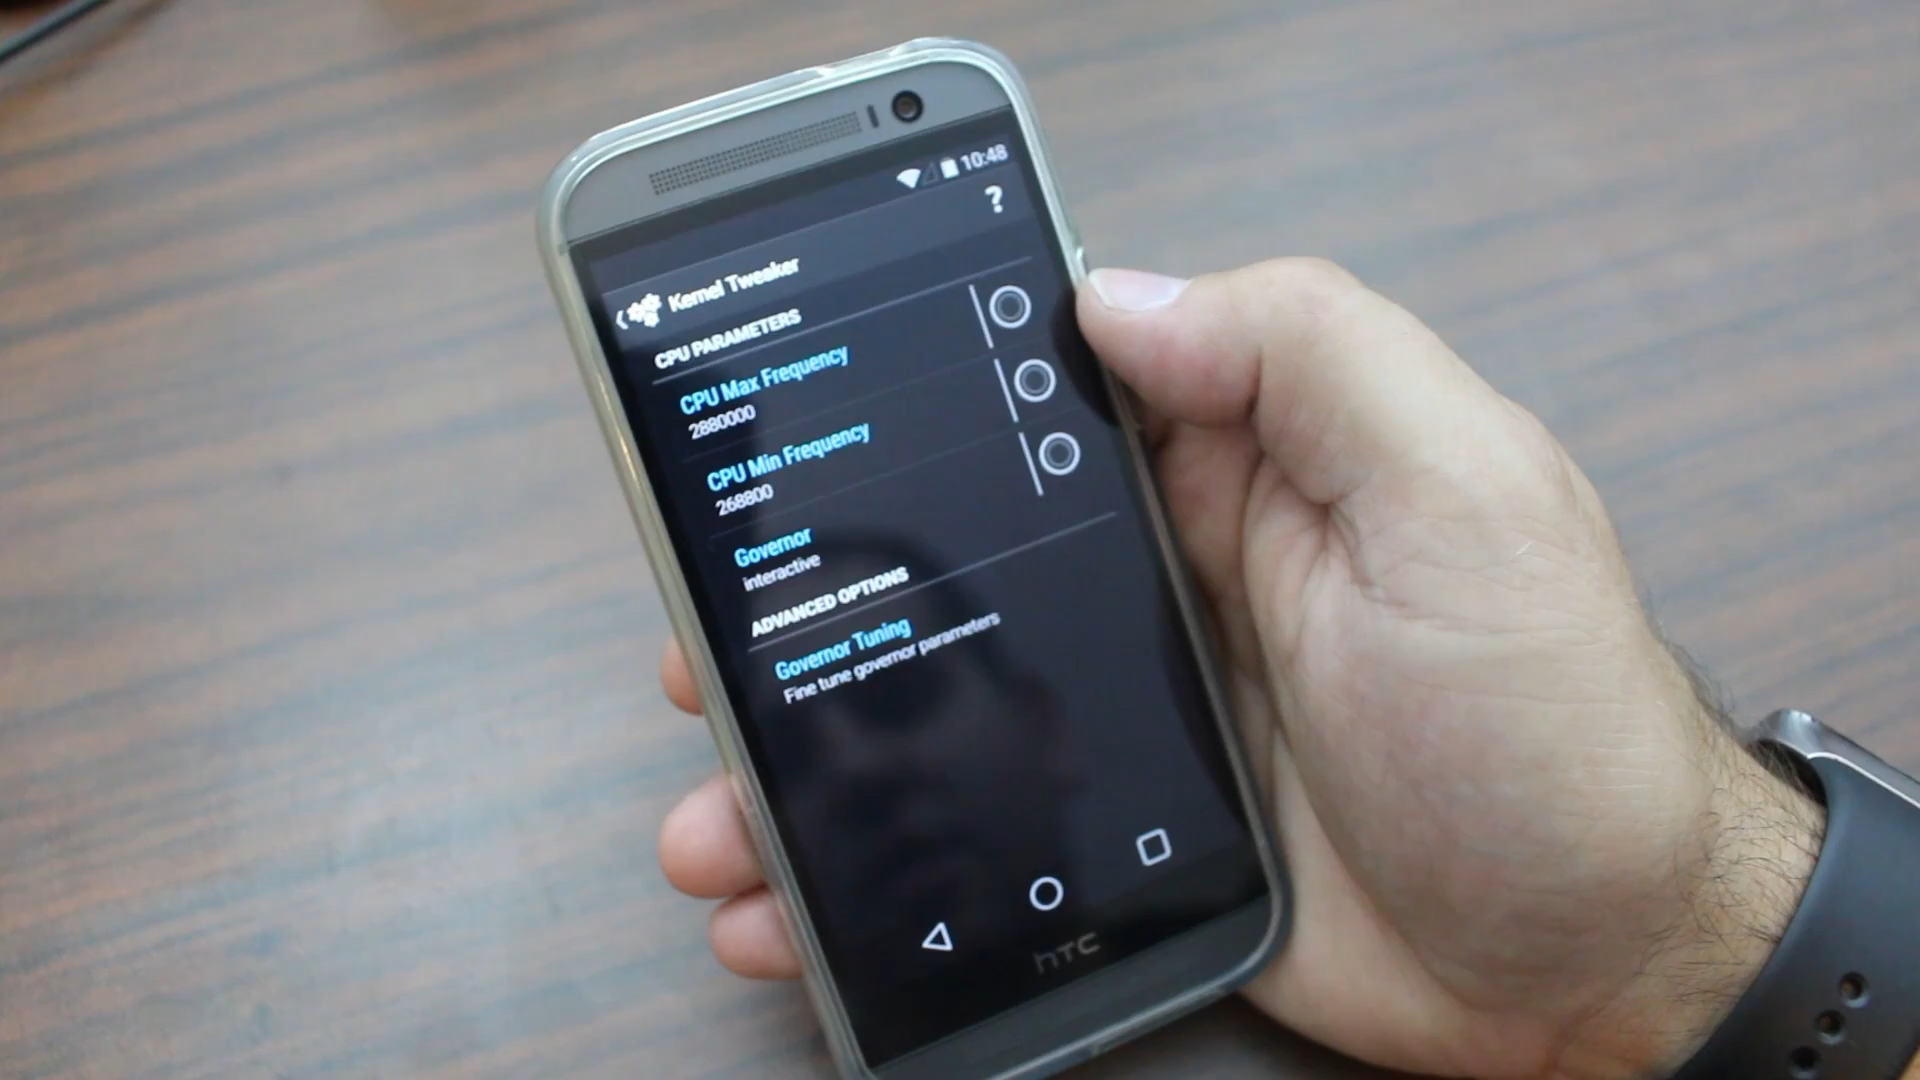 10:48
?
Kernel Tweaker
CPU PARAMETERS
CPU Max Frequency
2880000
CPU Min Frequency
268800
Governor
interactive
ADVANCED OPTIONS
Governor Tuning
Fine tune governor parameters
hTC